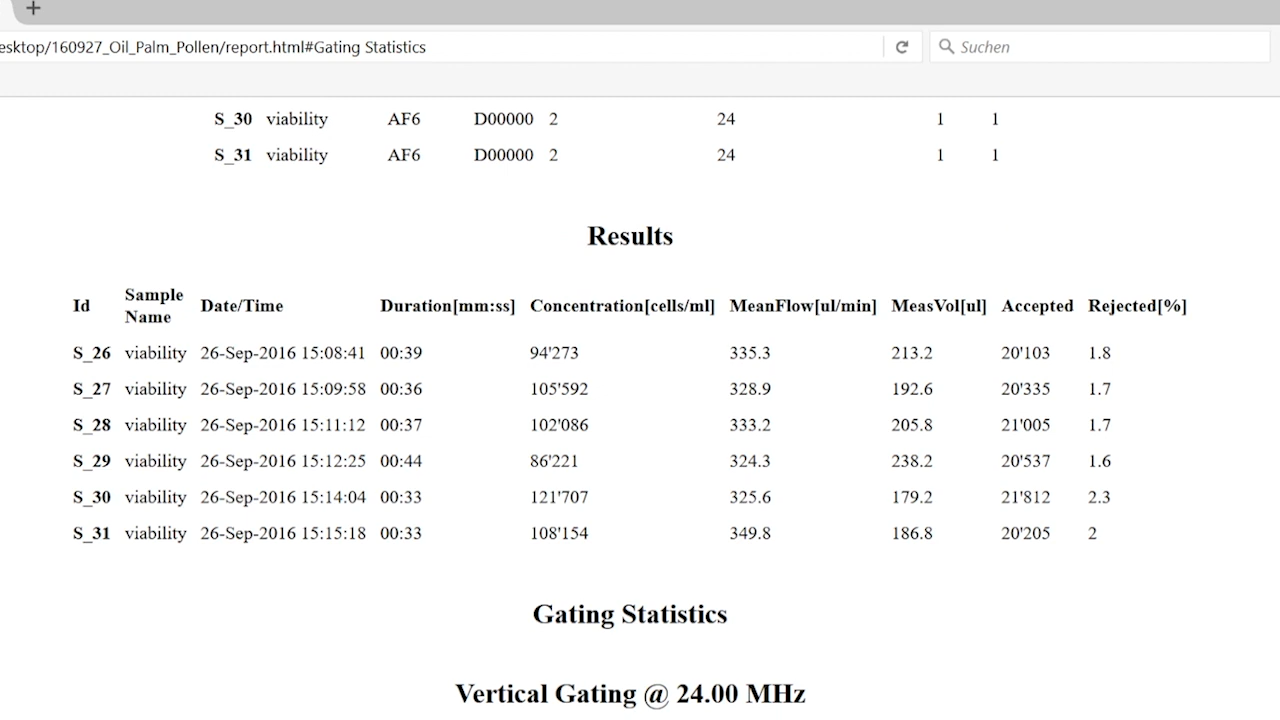 +
esktop/160927_Oil_Palm_Pollen/report.html#Gating Statistics
Suchen
S_30 viability AF6 D00000 2 24 1 1
S_31 viability AF6 D00000 2 24 1 1
Results
Id Sample Name Date/Time Duration[mm:ss] Concentration[cells/ml] MeanFlow[ul/min] MeasVol[ul] Accepted Rejected[%]
S_26 viability 26-Sep-2016 15:08:41 00:39 94'273 335.3 213.2 20'103 1.8
S_27 viability 26-Sep-2016 15:09:58 00:36 105'592 328.9 192.6 20'335 1.7
S_28 viability 26-Sep-2016 15:11:12 00:37 102'086 333.2 205.8 21'005 1.7
S_29 viability 26-Sep-2016 15:12:25 00:44 86'221 324.3 238.2 20'537 1.6
S_30 viability 26-Sep-2016 15:14:04 00:33 121'707 325.6 179.2 21'812 2.3
S_31 viability 26-Sep-2016 15:15:18 00:33 108'154 349.8 186.8 20'205 2
Gating Statistics
Vertical Gating @ 24.00 MHz